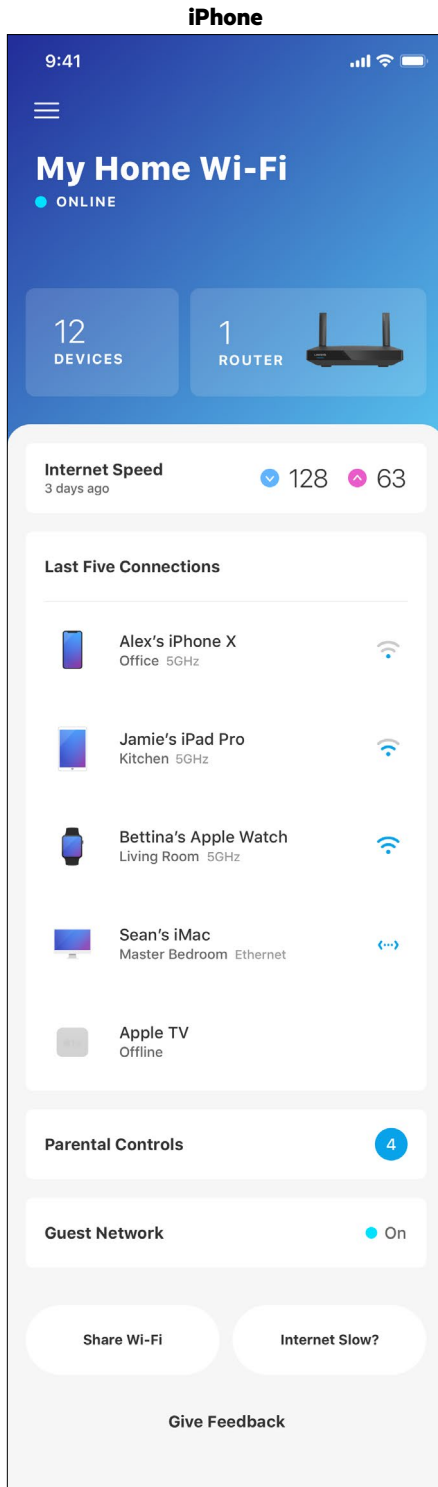 iPhone
9:41
My Home Wi-Fi
ONLINE
12
DEVICES
1
ROUTER
Internet Speed
3 days ago
128
63
Last Five Connections
Alex’s iPhone X
Office 5GHz
Jamie’s iPad Pro
Kitchen 5GHz
Bettina’s Apple Watch
Living Room 5GHz
Sean’s iMac
Master Bedroom Ethernet
Apple TV
Offline
Parental Controls
4
Guest Network
On
Share Wi-Fi
Internet Slow?
Give Feedback